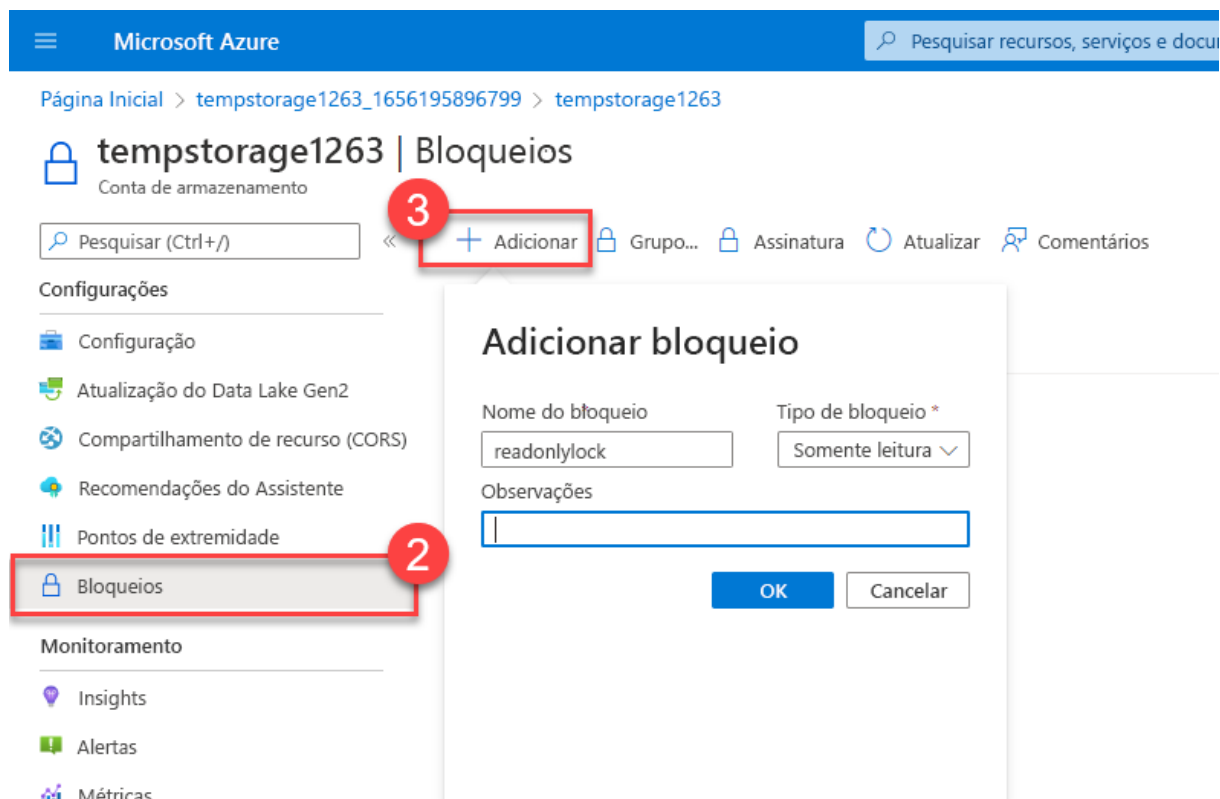 Microsoft Azure
Pesquisar recursos, serviços e docu
Página Inicial > tempstorage1263_1656195896799 > tempstorage1263
tempstorage1263 | Bloqueios
Conta de armazenamento
3
Pesquisar (Ctrl+/)
«
+ Adicionar
Grupo...
Assinatura
Atualizar
Comentários
Configurações
Configuração
Atualização do Data Lake Gen2
Compartilhamento de recurso (CORS)
Recomendações do Assistente
Pontos de extremidade
2
Bloqueios
Monitoramento
Insights
Alertas
Métricas
Adicionar bloqueio
Nome do bloqueio
Tipo de bloqueio *
readonlylock
Somente leitura
Observações
OK
Cancelar